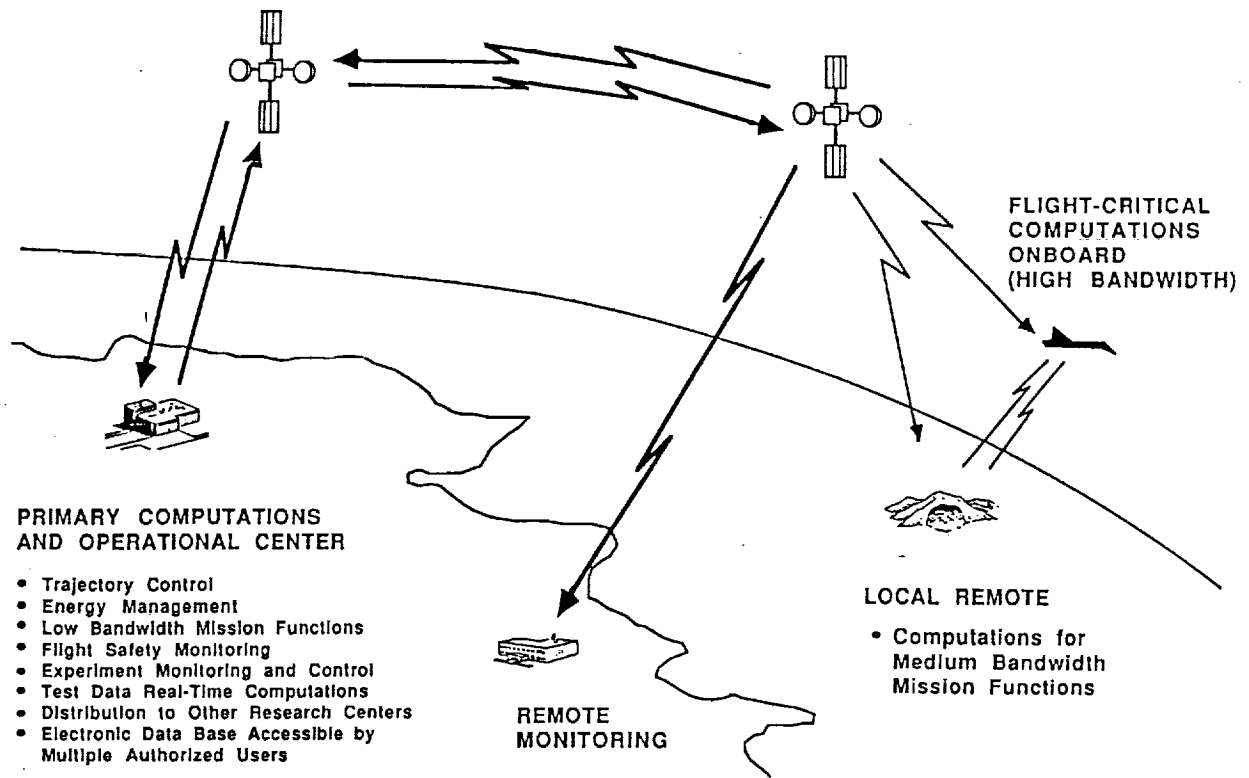 FLIGHT-CRITICAL
COMPUTATIONS
ONBOARD
(HIGH BANDWIDTH)
PRIMARY COMPUTATIONS
AND OPERATIONAL CENTER
• Trajectory Control
• Energy Management
• Low Bandwidth Mission Functions
• Flight Safety Monitoring
• Experiment Monitoring and Control
• Test Data Real-Time Computations
• Distribution to Other Research Centers
• Electronic Data Base Accessible by
Multiple Authorized Users
REMOTE
MONITORING
LOCAL REMOTE
• Computations for
Medium Bandwidth
Mission Functions